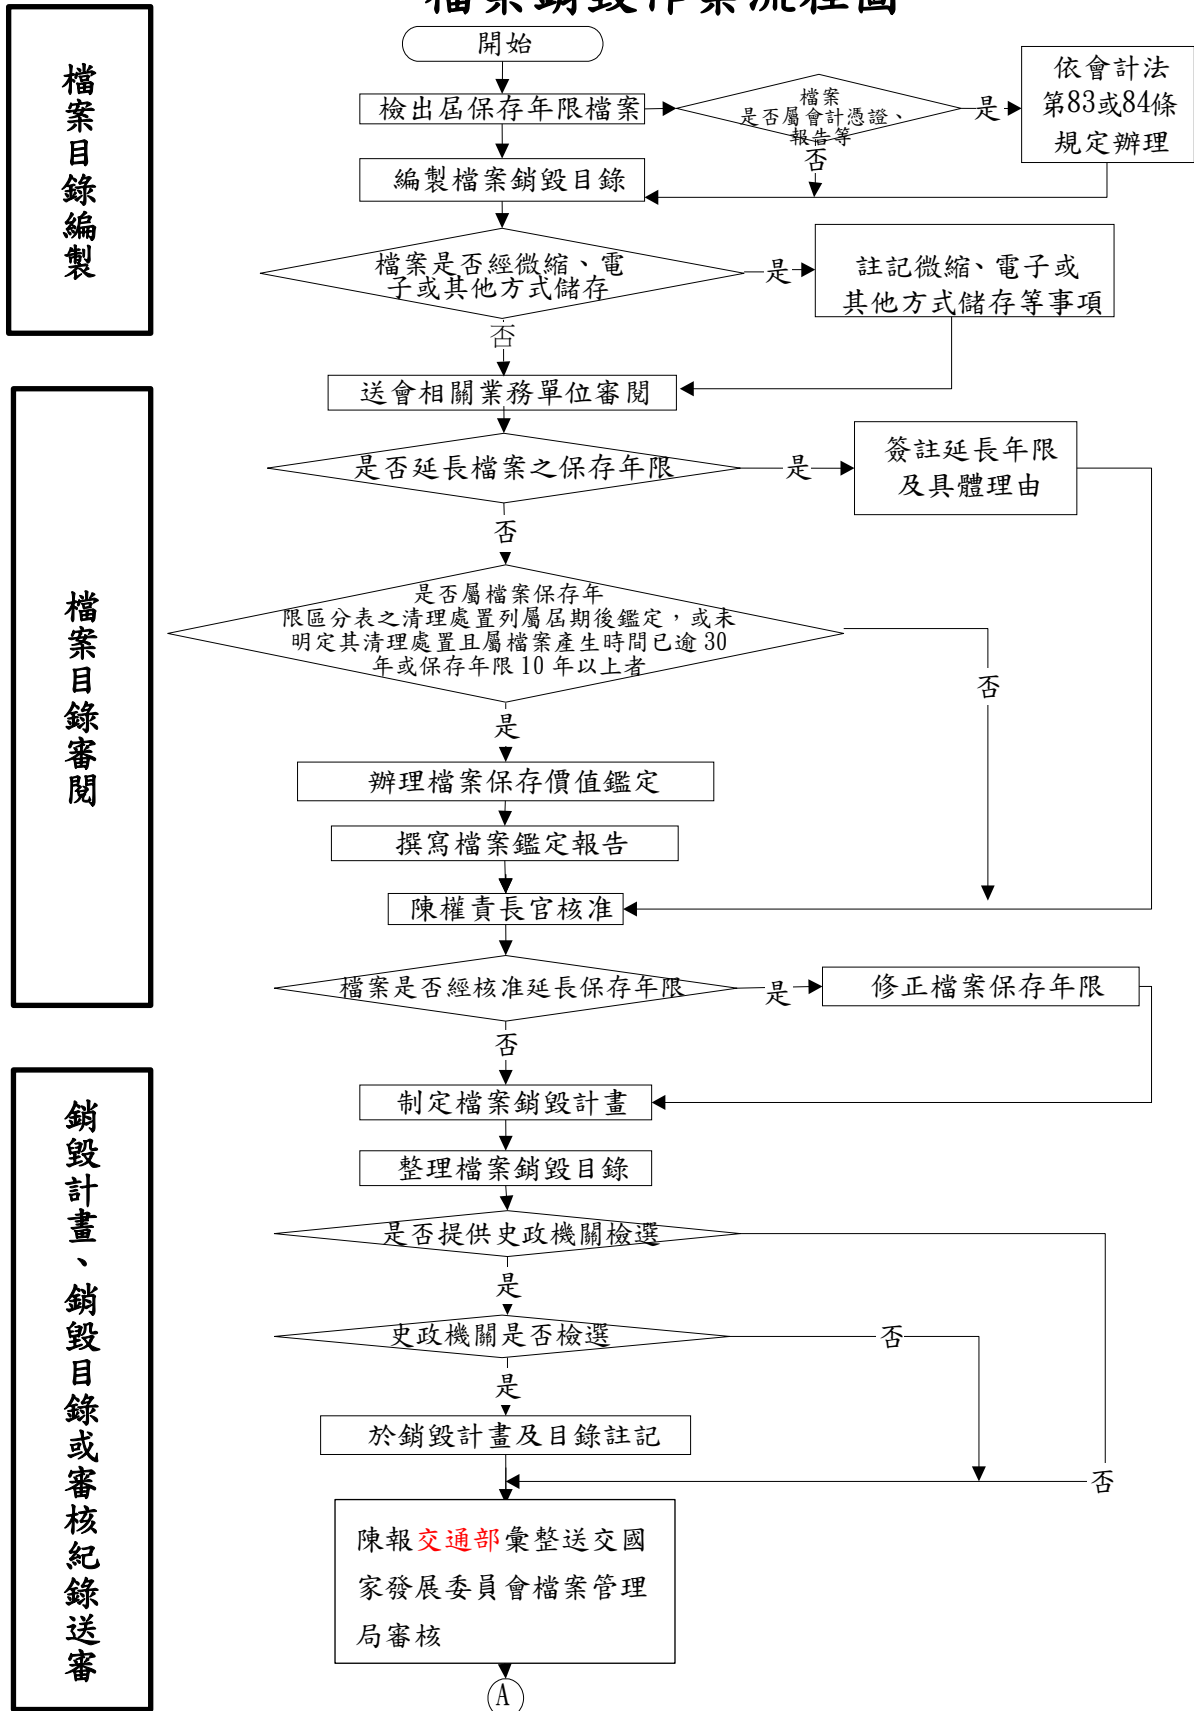 檔案銷毀作業流程圖
檔案目錄編製
開始
檢出屆保存年限檔案
檔案
是否屬會計憑證、
報告等
是
依會計法
第83或84條
規定辦理
否
編製檔案銷毀目錄
檔案是否經微縮、電
子或其他方式儲存
是
註記微縮、電子或
其他方式儲存等事項
否
檔案目錄審閱
送會相關業務單位審閱
是否延長檔案之保存年限
是
簽註延長年限
及具體理由
否
是否屬檔案保存年
限區分表之清理處置列屬屆期後鑑定，或未
明定其清理處置且屬檔案產生時間已逾 30
年或保存年限 10 年以上者
否
是
辦理檔案保存價值鑑定
撰寫檔案鑑定報告
陳權責長官核准
檔案是否經核准延長保存年限
是
修正檔案保存年限
否
銷毀計畫、銷毀目錄或審核紀錄送審
制定檔案銷毀計畫
整理檔案銷毀目錄
是否提供史政機關檢選
是
史政機關是否檢選
否
是
於銷毀計畫及目錄註記
否
陳報交通部彙整送交國
家發展委員會檔案管理
局審核
A